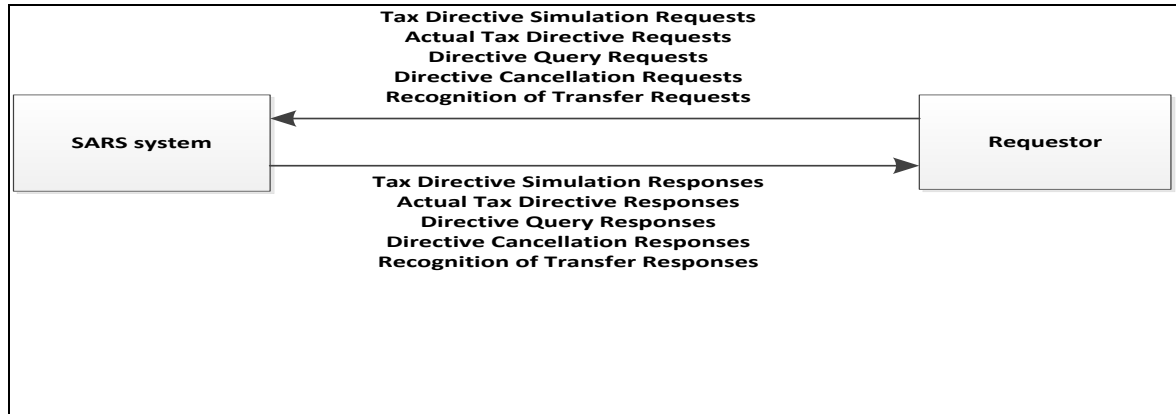 Tax Directive Simulation Requests
Actual Tax Directive Requests
Directive Query Requests
Directive Cancellation Requests
Recognition of Transfer Requests
SARS system
Requestor
Tax Directive Simulation Responses
Actual Tax Directive Responses
Directive Query Responses
Directive Cancellation Responses
Recognition of Transfer Responses